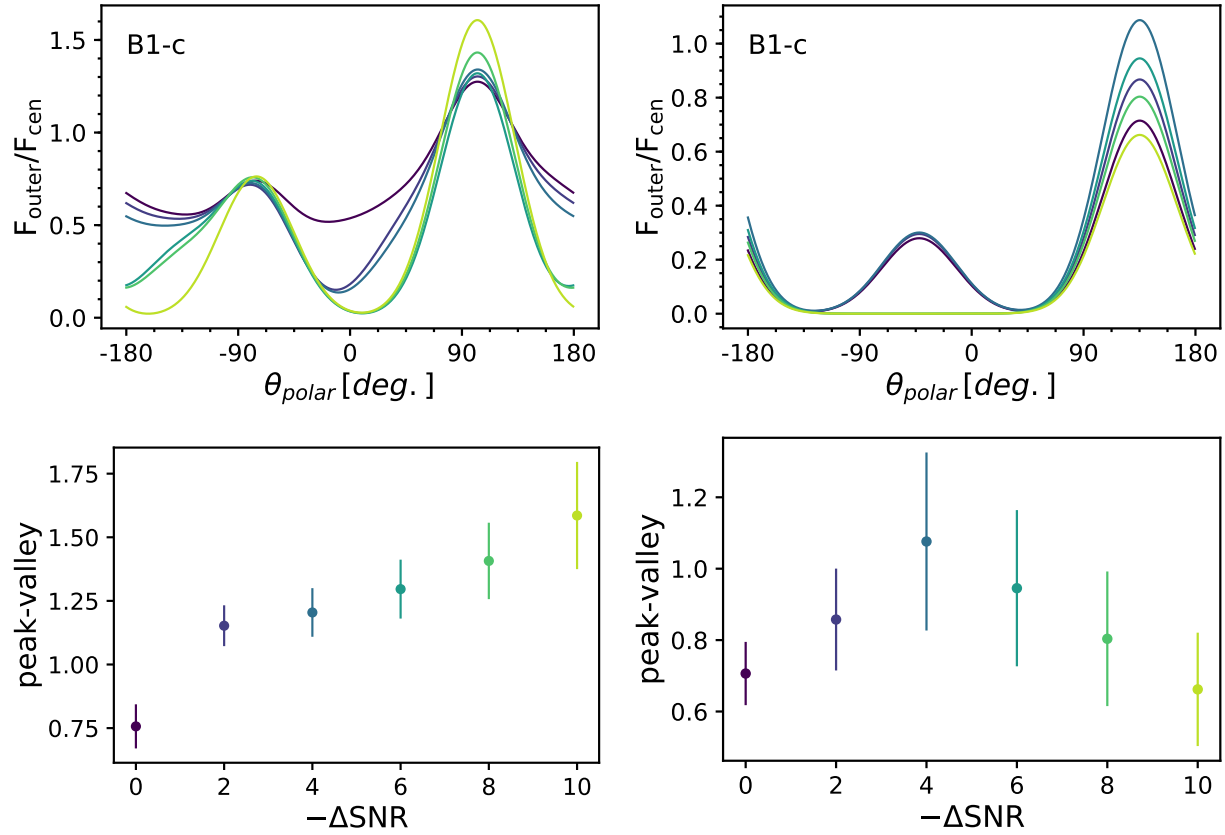 B1-c
F_outer/F_cen
1.5
1.0
0.5
0.0
-180 -90 0 90 180
θ_polar [deg.]
B1-c
F_outer/F_cen
1.0
0.8
0.6
0.4
0.2
0.0
-180 -90 0 90 180
θ_polar [deg.]
peak-valley
1.75
1.50
1.25
1.00
0.75
0 2 4 6 8 10
−ΔSNR
peak-valley
1.2
1.0
0.8
0.6
0 2 4 6 8 10
−ΔSNR